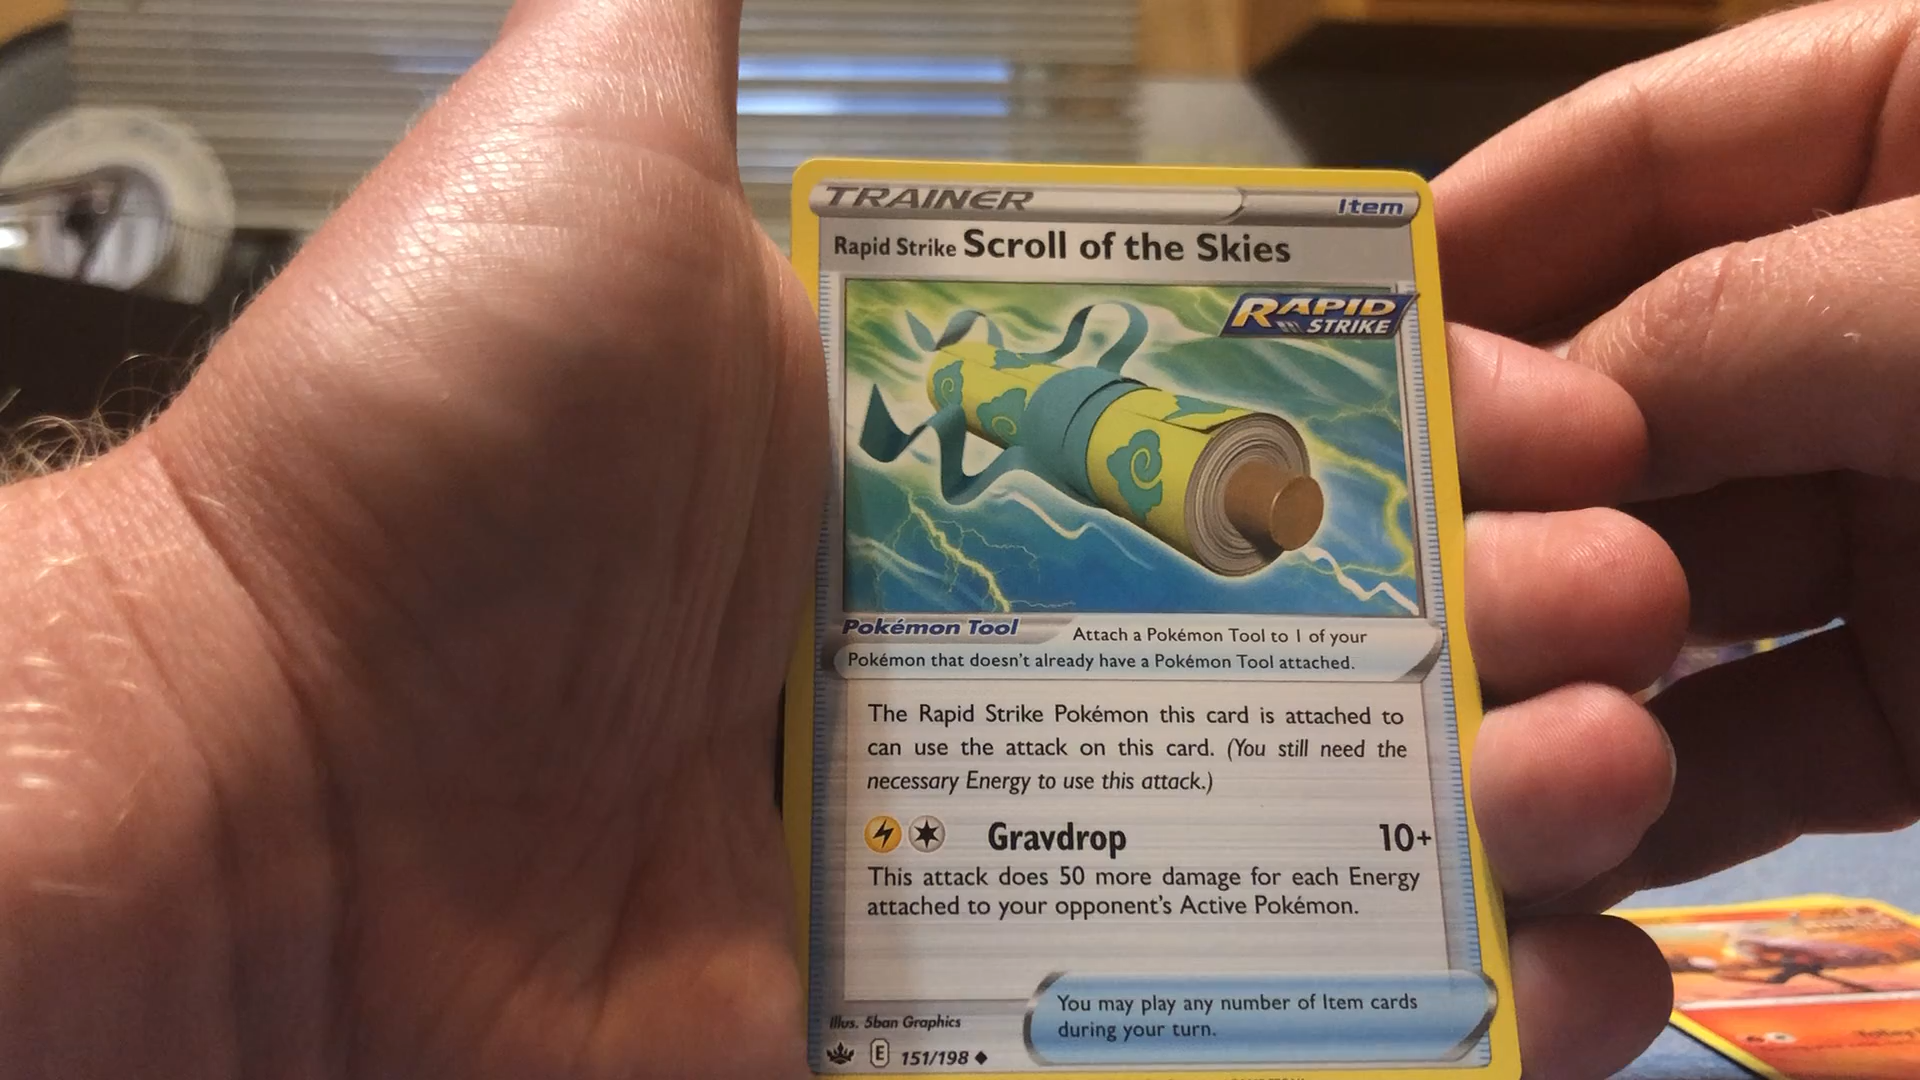 TRAINER Item
Rapid Strike Scroll of the Skies
RAPID
STRIKE
Pokémon Tool Attach a Pokémon Tool to 1 of your
Pokémon that doesn't already have a Pokémon Tool attached.
The Rapid Strike Pokémon this card is attached to
can use the attack on this card. (You still need the
necessary Energy to use this attack.)
Gravdrop 10+
This attack does 50 more damage for each Energy
attached to your opponent's Active Pokémon.
You may play any number of Item cards
during your turn.
Illus. 5ban Graphics
E 151/198